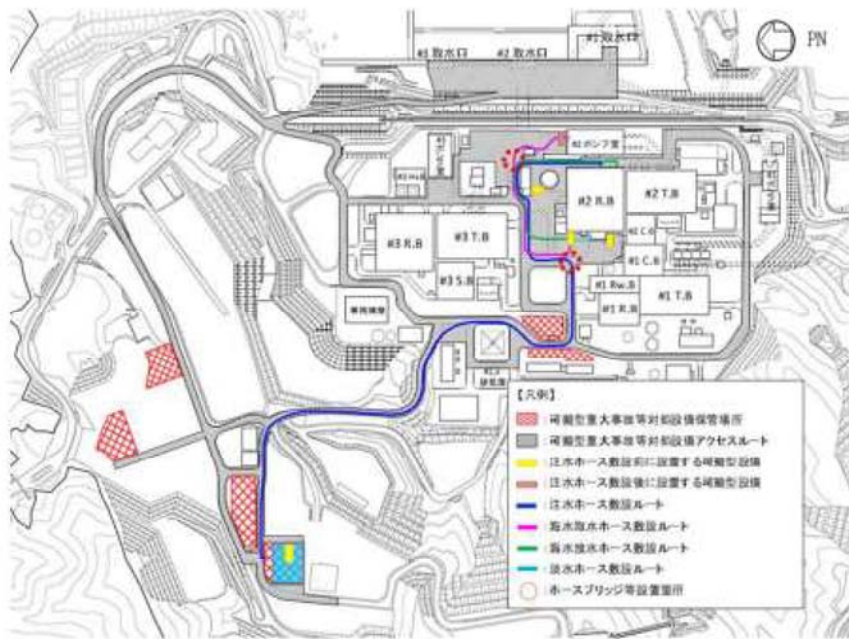 #3 取水口
#2 取水口
#1 取水口
PN
#2 ポンプ室
#2 R.B
#2 T.B
#3 R.B
#3 T.B
#3 S.B
#1 C.B
#1 Rw.B
#1 R.B
#1 T.B
事務棟
【凡例】
:可搬型重大事故等対処設備保管場所
:可搬型重大事故等対処設備アクセスルート
:注水ホース敷設前に設置する可搬型設備
:注水ホース敷設後に設置する可搬型設備
:注水ホース敷設ルート
:海水取水ホース敷設ルート
:海水放水ホース敷設ルート
:淡水ホース敷設ルート
:ホースブリッジ等設置箇所